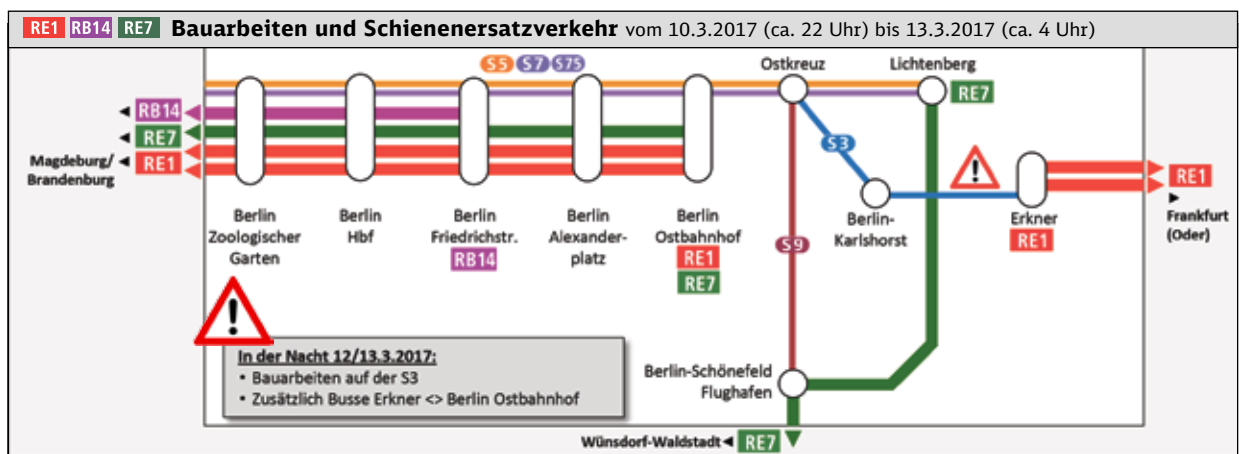 RE1 RB14 RE7 Bauarbeiten und Schienenersatzverkehr vom 10.3.2017 (ca. 22 Uhr) bis 13.3.2017 (ca. 4 Uhr)
S5 S7 S75
Ostkreuz
Lichtenberg
RE7
RB14
RE7
Magdeburg/
Brandenburg
RE1
S3
RE1
Frankfurt
(Oder)
Berlin
Zoologischer
Garten
Berlin
Hbf
Berlin
Friedrichstr.
RB14
Berlin
Alexander-
platz
Berlin
Ostbahnhof
RE1
RE7
S9
Berlin-
Karlshorst
Erkner
RE1
In der Nacht 12/13.3.2017:
• Bauarbeiten auf der S3
• Zusätzlich Busse Erkner <> Berlin Ostbahnhof
Berlin-Schönefeld
Flughafen
Wünsdorf-Waldstadt RE7